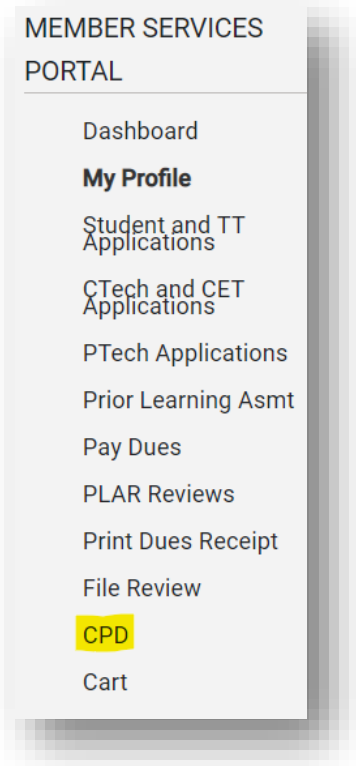 MEMBER SERVICES
PORTAL
Dashboard
My Profile
Student and TT
Applications
CTech and CET
Applications
PTech Applications
Prior Learning Asmt
Pay Dues
PLAR Reviews
Print Dues Receipt
File Review
CPD
Cart